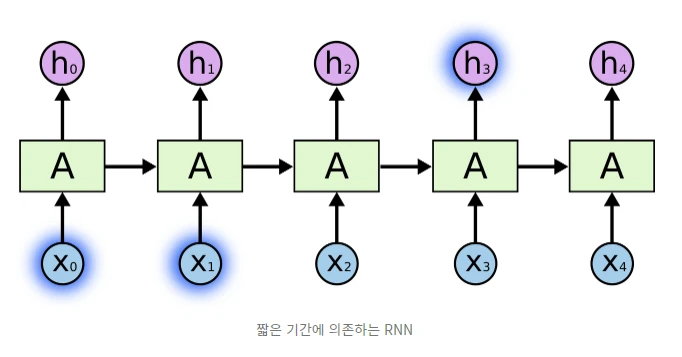 h₀ h₁ h₂ h₃ h₄
A A A A A
x₀ x₁ x₂ x₃ x₄
짧은 기간에 의존하는 RNN